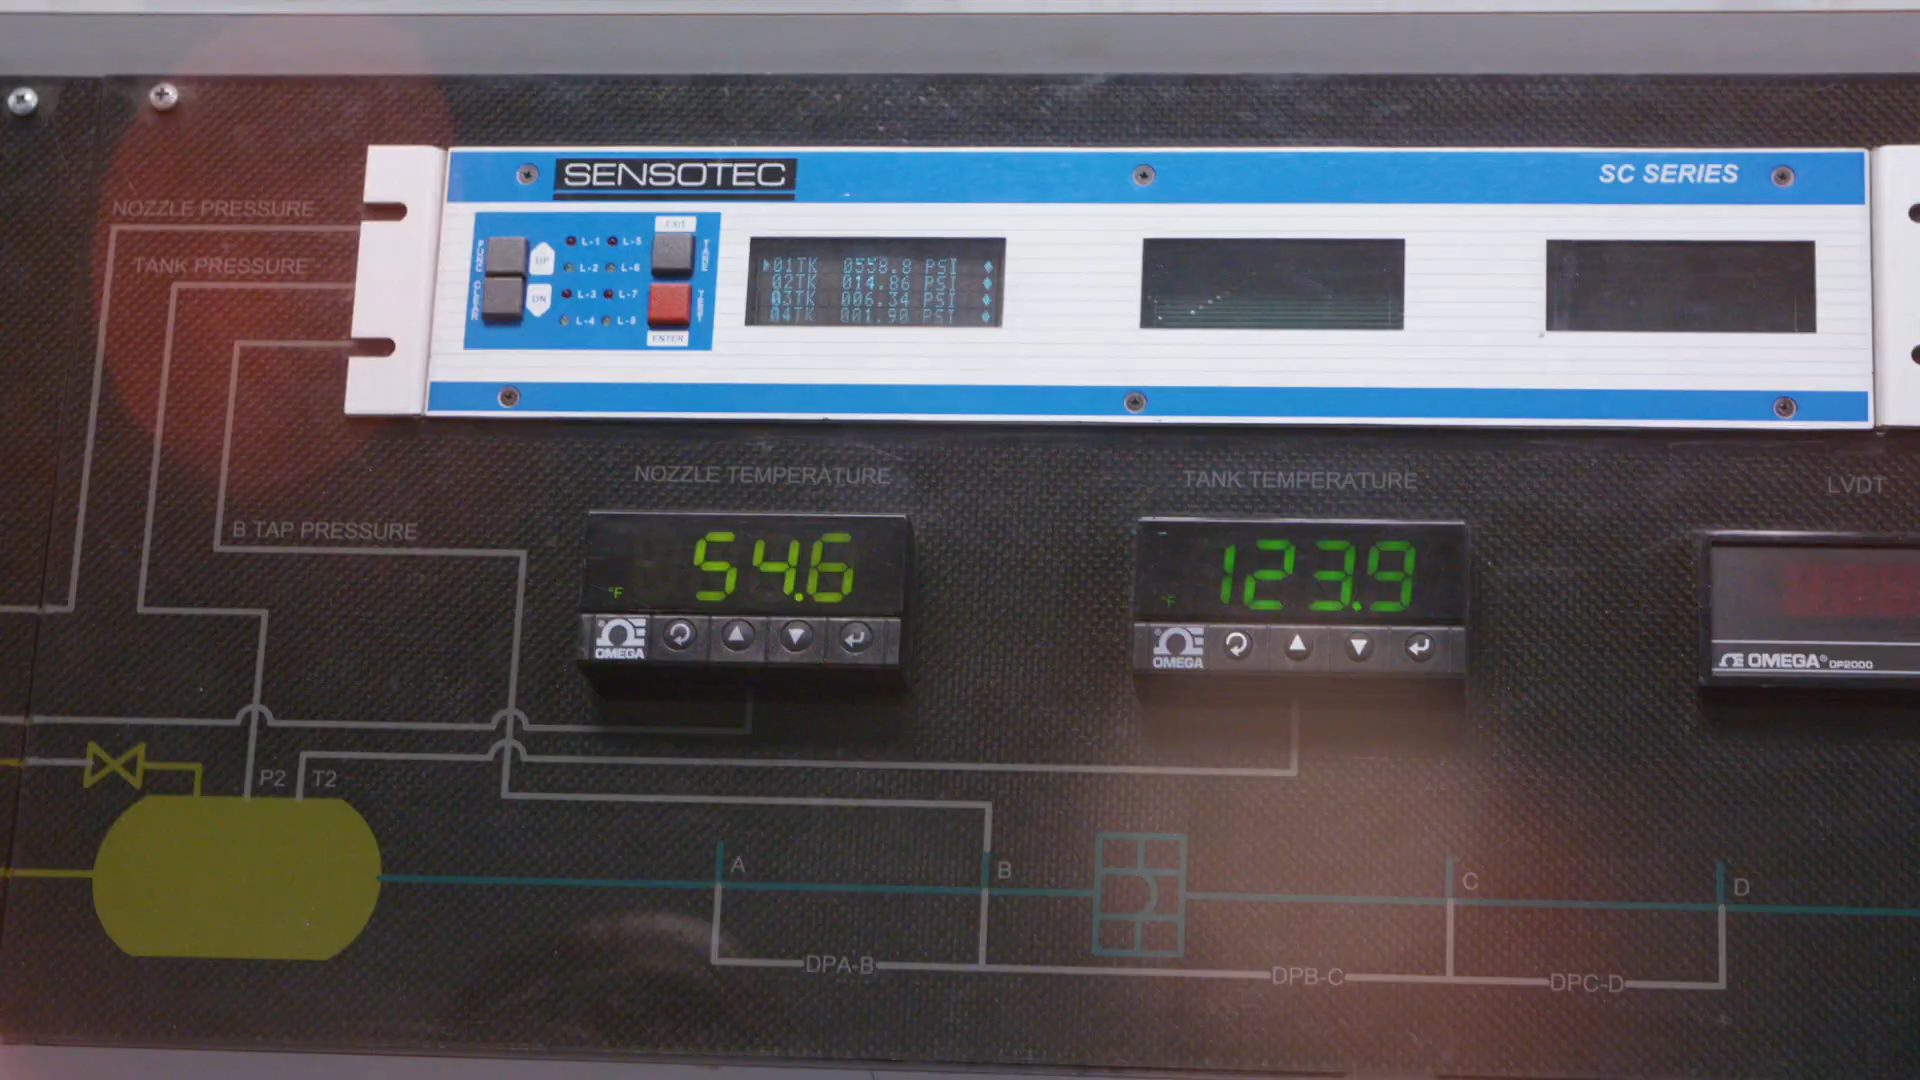 SENSOTEC
SC SERIES
NOZZLE PRESSURE
TANK PRESSURE
EXIT
UP
DN
L-1 L-5
L-2 L-6
L-3 L-7
L-4 L-8
TARE
ENTER
01TK 0558.8 PSI
02TK 014.86 PSI
03TK 006.34 PSI
04TK 001.90 PSI
NOZZLE TEMPERATURE
TANK TEMPERATURE
LVDT
B TAP PRESSURE
54.6
°F
OMEGA
123.9
°F
OMEGA
OMEGA® DP2000
P2 T2
A
B
C
D
DPA-B
DPB-C
DPC-D